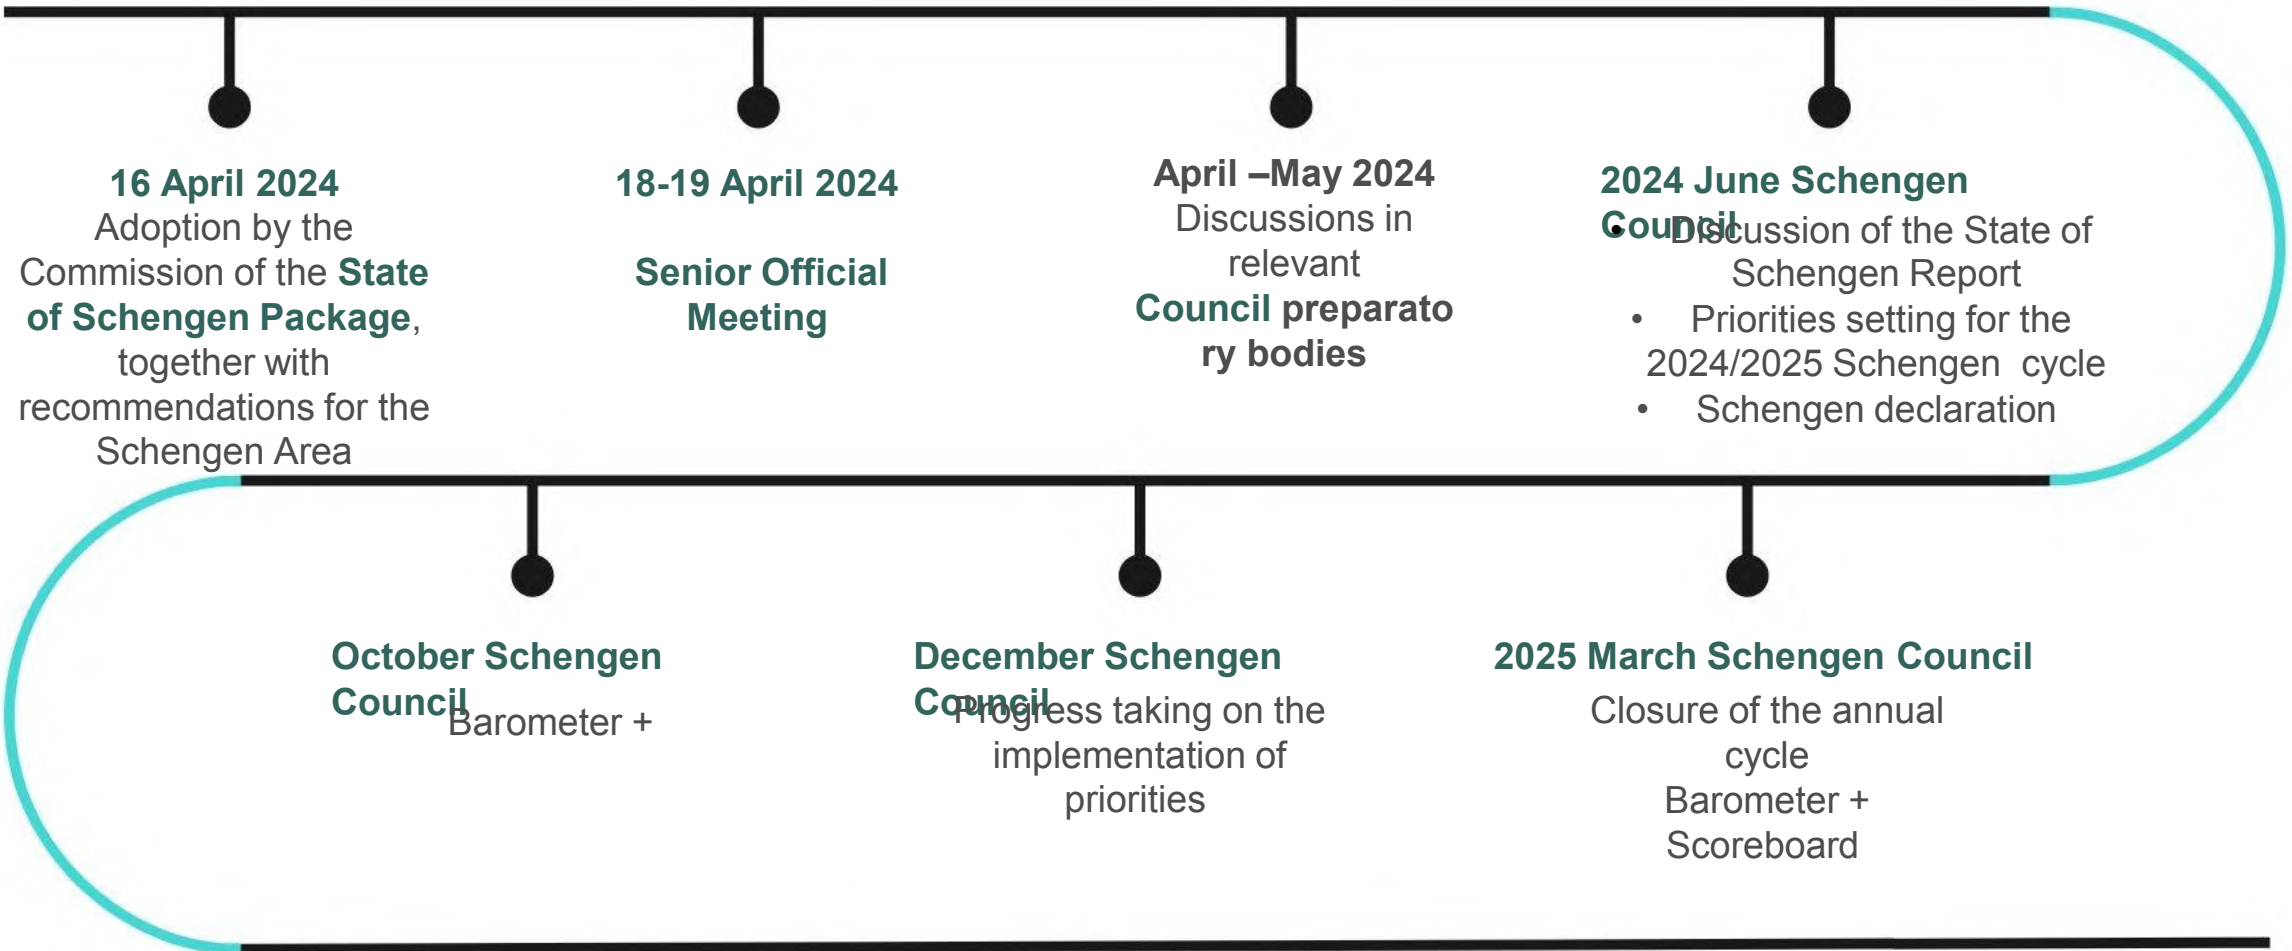 16 April 2024
Adoption by the
Commission of the State
of Schengen Package,
together with
recommendations for the
Schengen Area
18-19 April 2024
Senior Official
Meeting
April –May 2024
Discussions in
relevant
Council preparato
ry bodies
2024 June Schengen
Council
• Discussion of the State of
Schengen Report
• Priorities setting for the
2024/2025 Schengen cycle
• Schengen declaration
October Schengen
Council
Barometer +
December Schengen
Council
Progress taking on the
implementation of
priorities
2025 March Schengen Council
Closure of the annual
cycle
Barometer +
Scoreboard